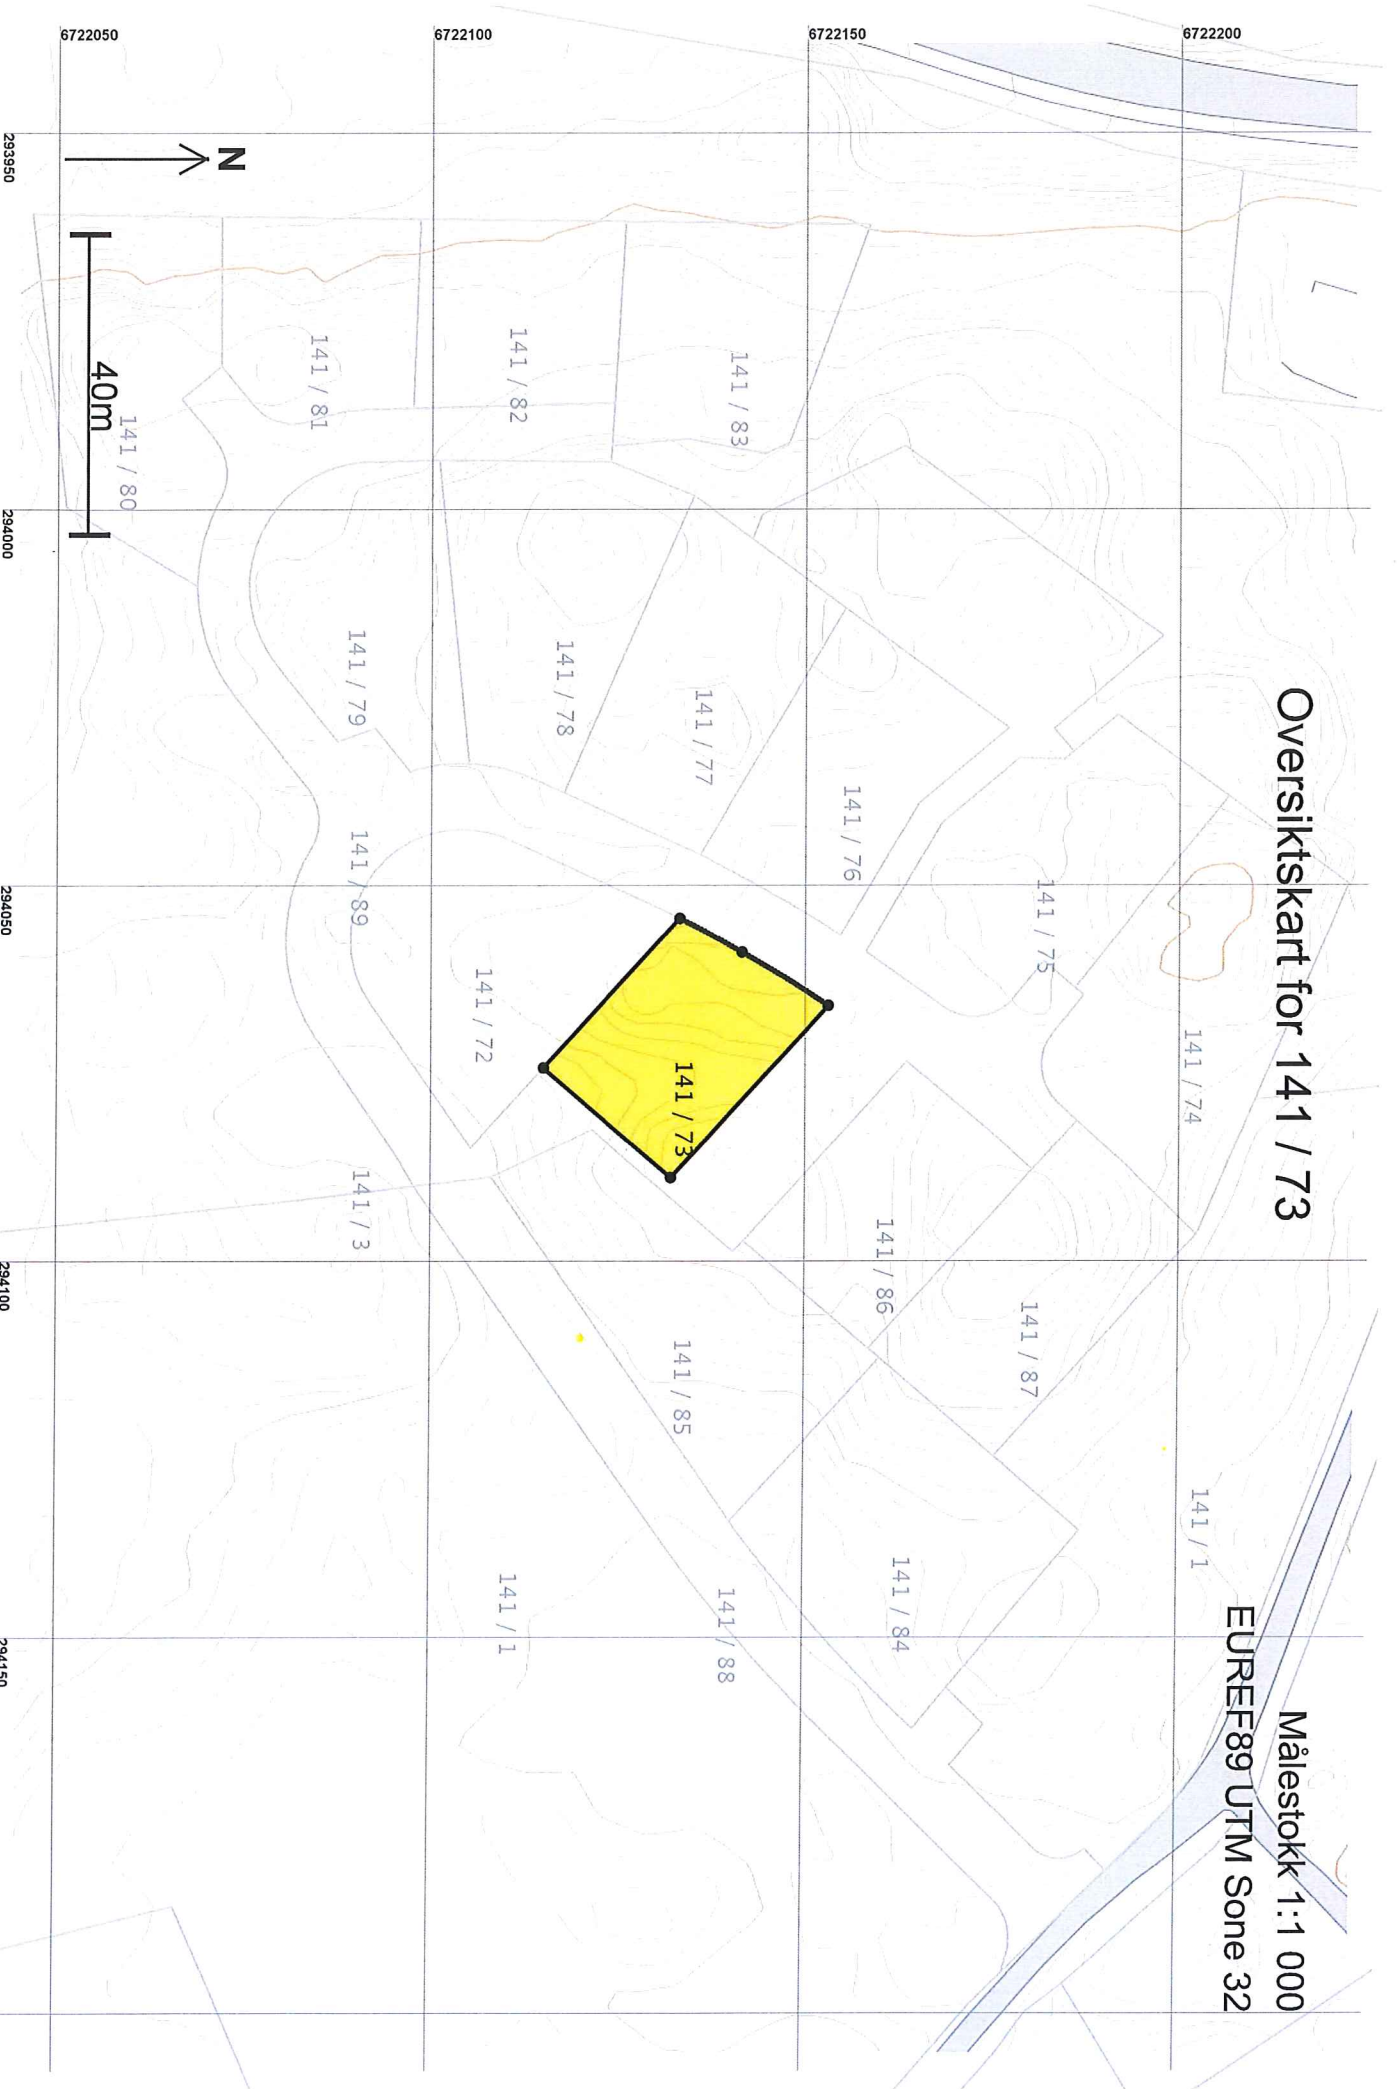 Oversiktskart for 141 / 73
Målestokk 1:1 000
EUREF89 UTM Sone 32
6722200
6722150
6722100
6722050
293950
294000
294050
294100
294150
N
40m
141 / 74
141 / 1
141 / 75
141 / 87
141 / 76
141 / 86
141 / 84
141 / 83
141 / 77
141 / 73
141 / 85
141 / 88
141 / 82
141 / 78
141 / 72
141 / 1
141 / 81
141 / 79
141 / 89
141 / 3
141 / 80